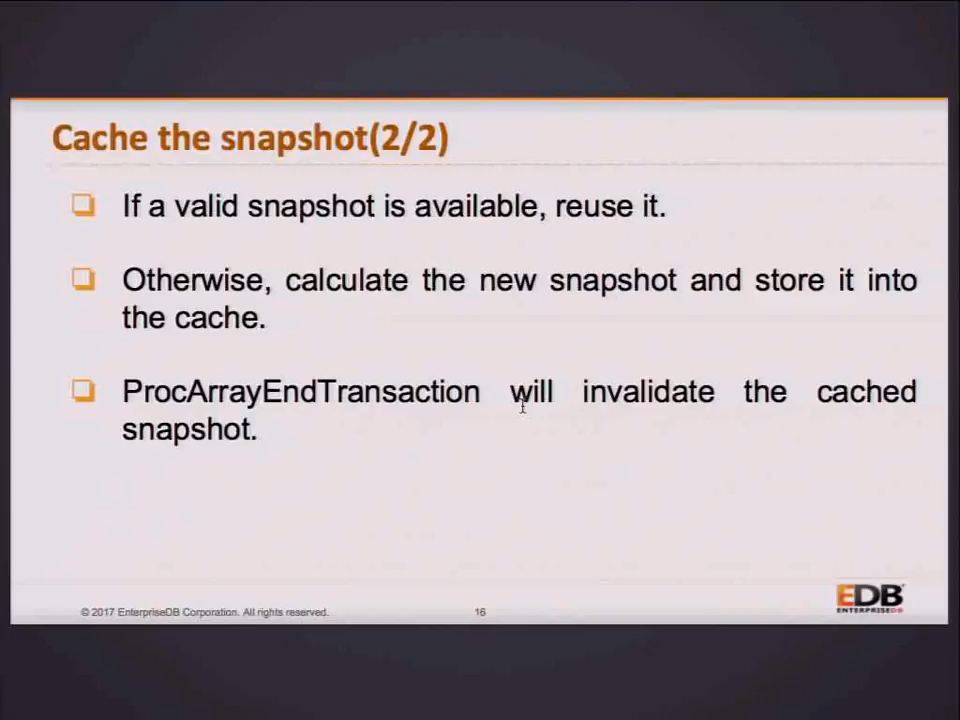 Cache the snapshot(2/2)
If a valid snapshot is available, reuse it.
Otherwise, calculate the new snapshot and store it into
the cache.
ProcArrayEndTransaction will invalidate the cached
snapshot.
© 2017 EnterpriseDB Corporation. All rights reserved.
16
EDB
ENTERPRISEDB